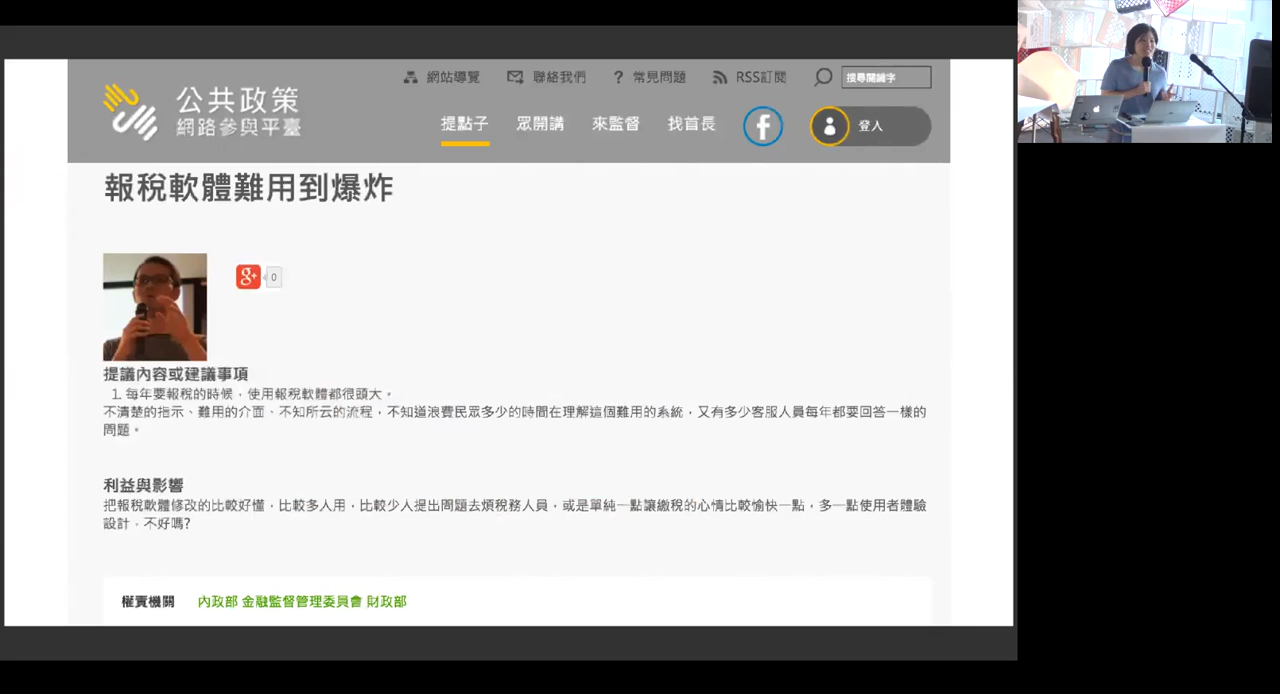 網站導覽 聯絡我們 ? 常見問題 RSS訂閱 搜尋關鍵字
公共政策
網路參與平臺
提點子 眾開講 來監督 找首長 f 登入
報稅軟體難用到爆炸
g+ 0
提議內容或建議事項
1. 每年要報稅的時候，使用報稅軟體都很頭大。
不清楚的指示、難用的介面、不知所云的流程，不知道浪費民眾多少的時間在理解這個難用的系統，又有多少客服人員每年都要回答一樣的
問題。
利益與影響
把報稅軟體修改的比較好懂，比較多人用，比較少人提出問題去煩稅務人員，或是單純一點讓繳稅的心情比較愉快一點，多一點使用者體驗
設計，不好嗎?
權責機關 內政部 金融監督管理委員會 財政部